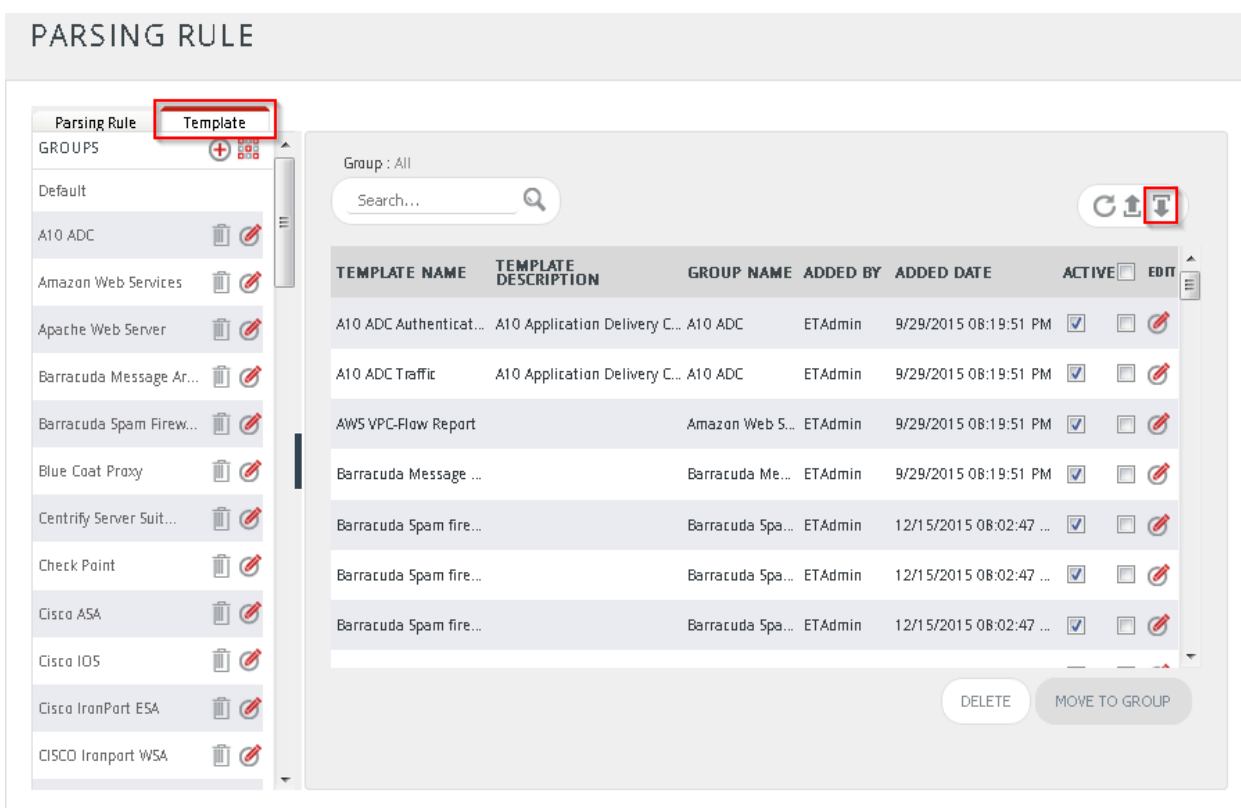 PARSING RULE
Parsing Rule Template
GROUPS
Default
A10 ADC
Amazon Web Services
Apache Web Server
Barracuda Message Ar...
Barracuda Spam Firew...
Blue Coat Proxy
Centrify Server Suit...
Check Point
Cisco ASA
Cisco IOS
Cisco IronPort ESA
CISCO Ironport WSA
Group : All
Search...
TEMPLATE NAME TEMPLATE DESCRIPTION GROUP NAME ADDED BY ADDED DATE ACTIVE EDIT
A10 ADC Authenticat... A10 Application Delivery C... A10 ADC ETAdmin 9/29/2015 08:19:51 PM
A10 ADC Traffic A10 Application Delivery C... A10 ADC ETAdmin 9/29/2015 08:19:51 PM
AWS VPC-Flow Report Amazon Web S... ETAdmin 9/29/2015 08:19:51 PM
Barracuda Message ... Barracuda Me... ETAdmin 9/29/2015 08:19:51 PM
Barracuda Spam fire... Barracuda Spa... ETAdmin 12/15/2015 08:02:47 ...
Barracuda Spam fire... Barracuda Spa... ETAdmin 12/15/2015 08:02:47 ...
Barracuda Spam fire... Barracuda Spa... ETAdmin 12/15/2015 08:02:47 ...
DELETE MOVE TO GROUP